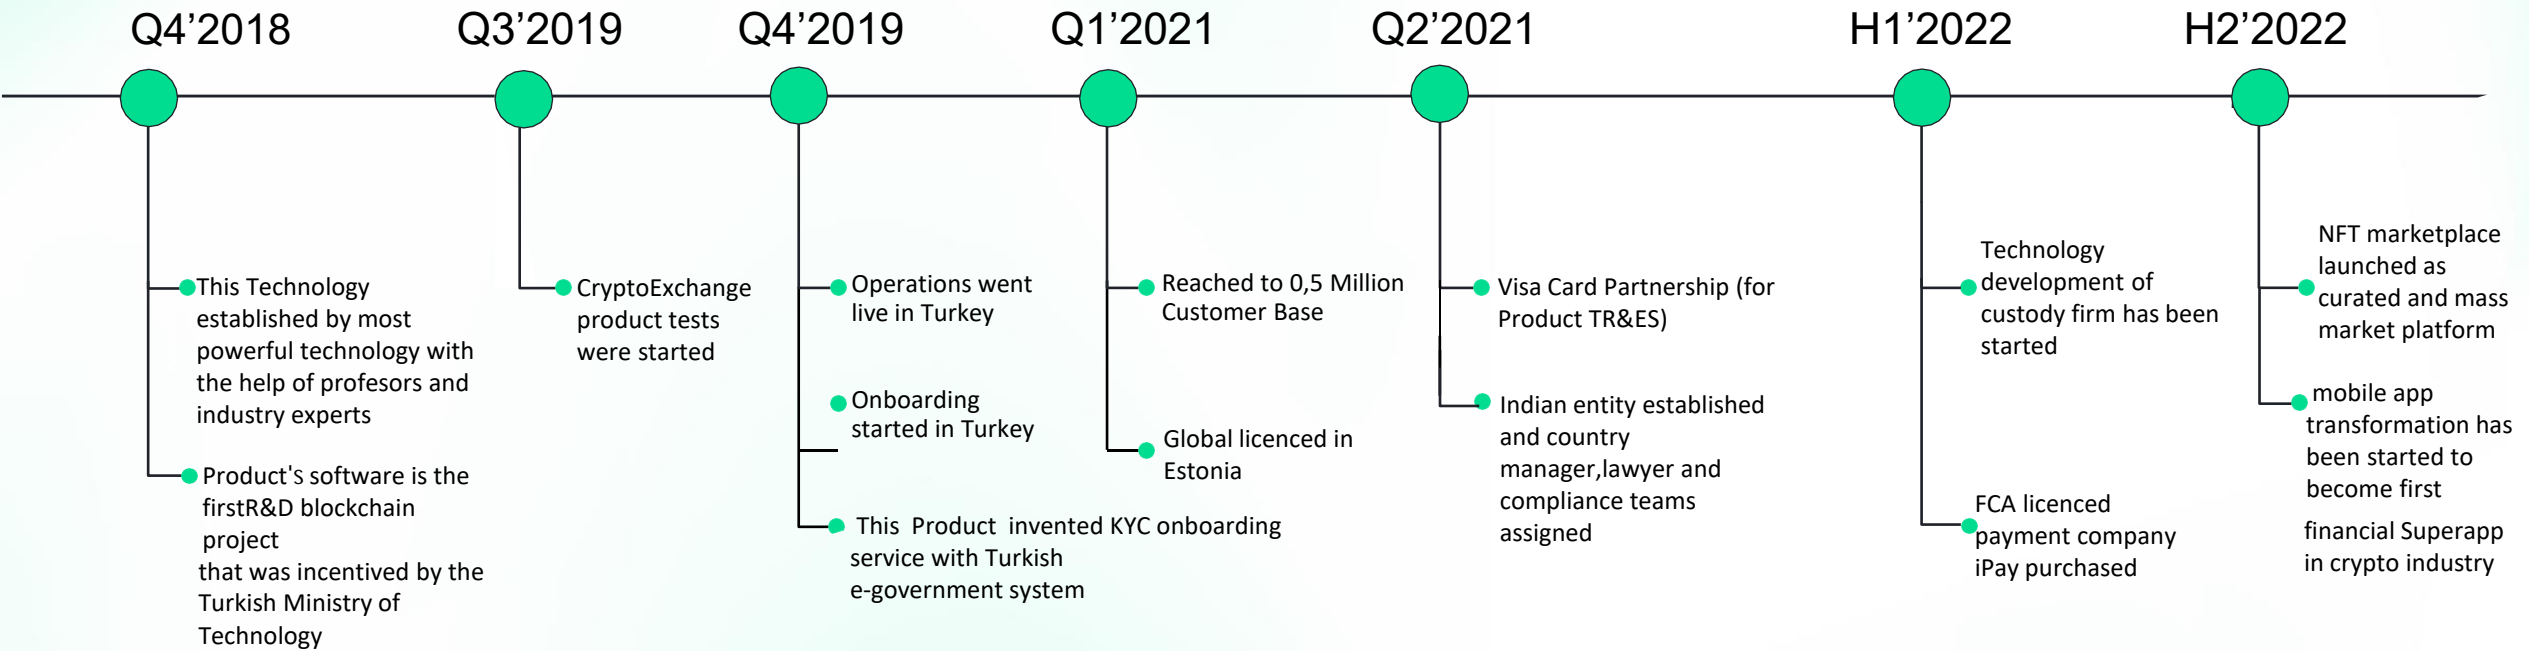 Q4’2018
This Technology
established by most
powerful technology with
the help of profesors and
industry experts
Product's software is the
firstR&D blockchain
project
that was incentived by the
Turkish Ministry of
Technology
Q3’2019
CryptoExchange
product tests
were started
Q4’2019
Operations went
live in Turkey
Onboarding
started in Turkey
This Product invented KYC onboarding
service with Turkish
e-government system
Q1’2021
Reached to 0,5 Million
Customer Base
Global licenced in
Estonia
Q2’2021
Visa Card Partnership (for
Product TR&ES)
Indian entity established
and country
manager,lawyer and
compliance teams
assigned
H1’2022
Technology
development of
custody firm has been
started
FCA licenced
payment company
iPay purchased
H2’2022
NFT marketplace
launched as
curated and mass
market platform
mobile app
transformation has
been started to
become first
financial Superapp
in crypto industry